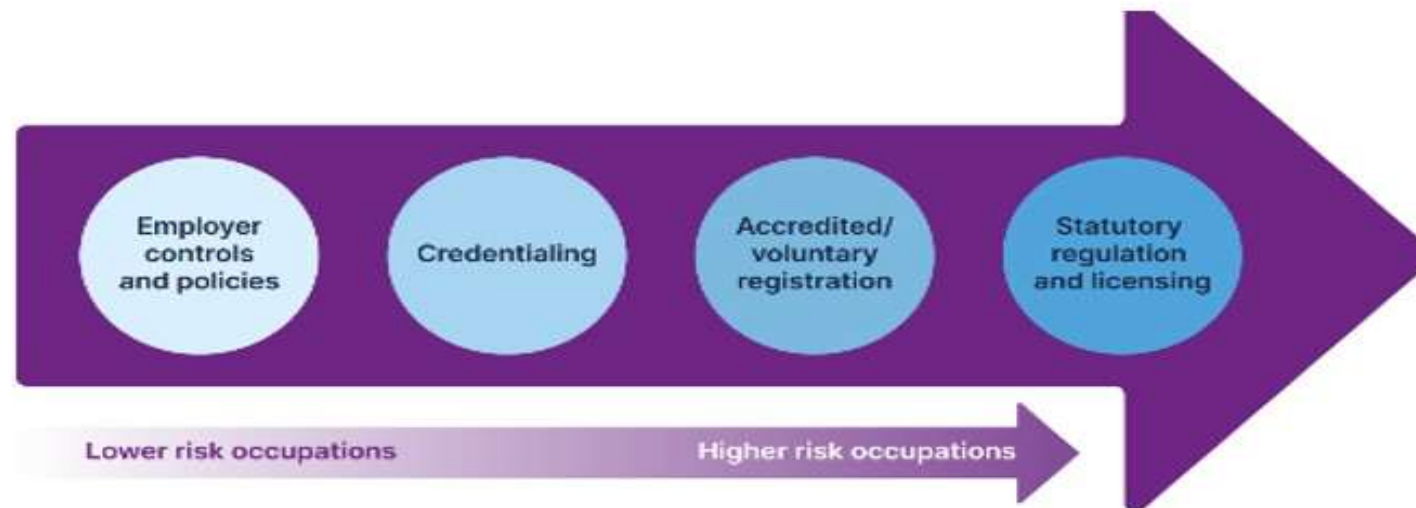 Employer
controls
and policies
Credentialing
Accredited/
voluntary
registration
Statutory
regulation
and licensing
Lower risk occupations
Higher risk occupations